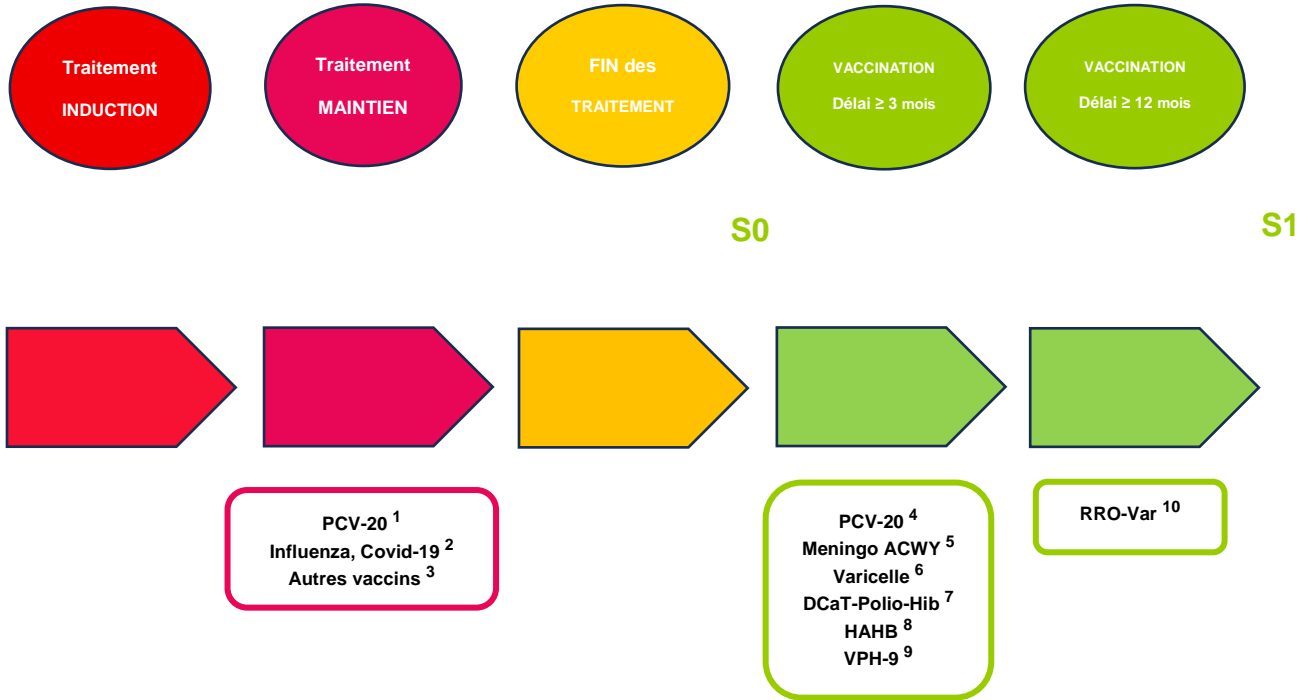 Traitement
INDUCTION
Traitement
MAINTIEN
FIN des
TRAITEMENT
VACCINATION
Délai ≥ 3 mois
VACCINATION
Délai ≥ 12 mois
S0
S1
PCV-20 1
Influenza, Covid-19 2
Autres vaccins 3
PCV-20 4
Meningo ACWY 5
Varicelle 6
DCaT-Polio-Hib 7
HAHB 8
VPH-9 9
RRO-Var 10